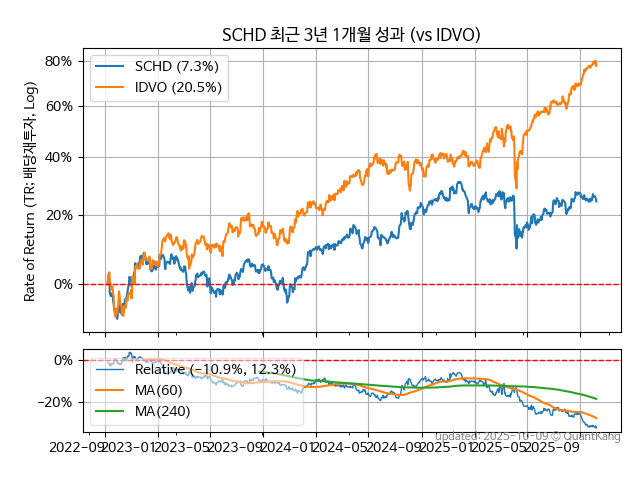 SCHD 최근 3년 1개월 성과 (vs IDVO)
Rate of Return (TR: 배당재투자, Log)
80%
60%
40%
20%
0%
SCHD (7.3%)
IDVO (20.5%)
0%
−20%
Relative (−10.9%, 12.3%)
MA(60)
MA(240)
2022-09 2023-01 2023-05 2023-09 2024-01 2024-05 2024-09 2025-01 2025-05 2025-09
updated: 2025-10-09 © QuantKang